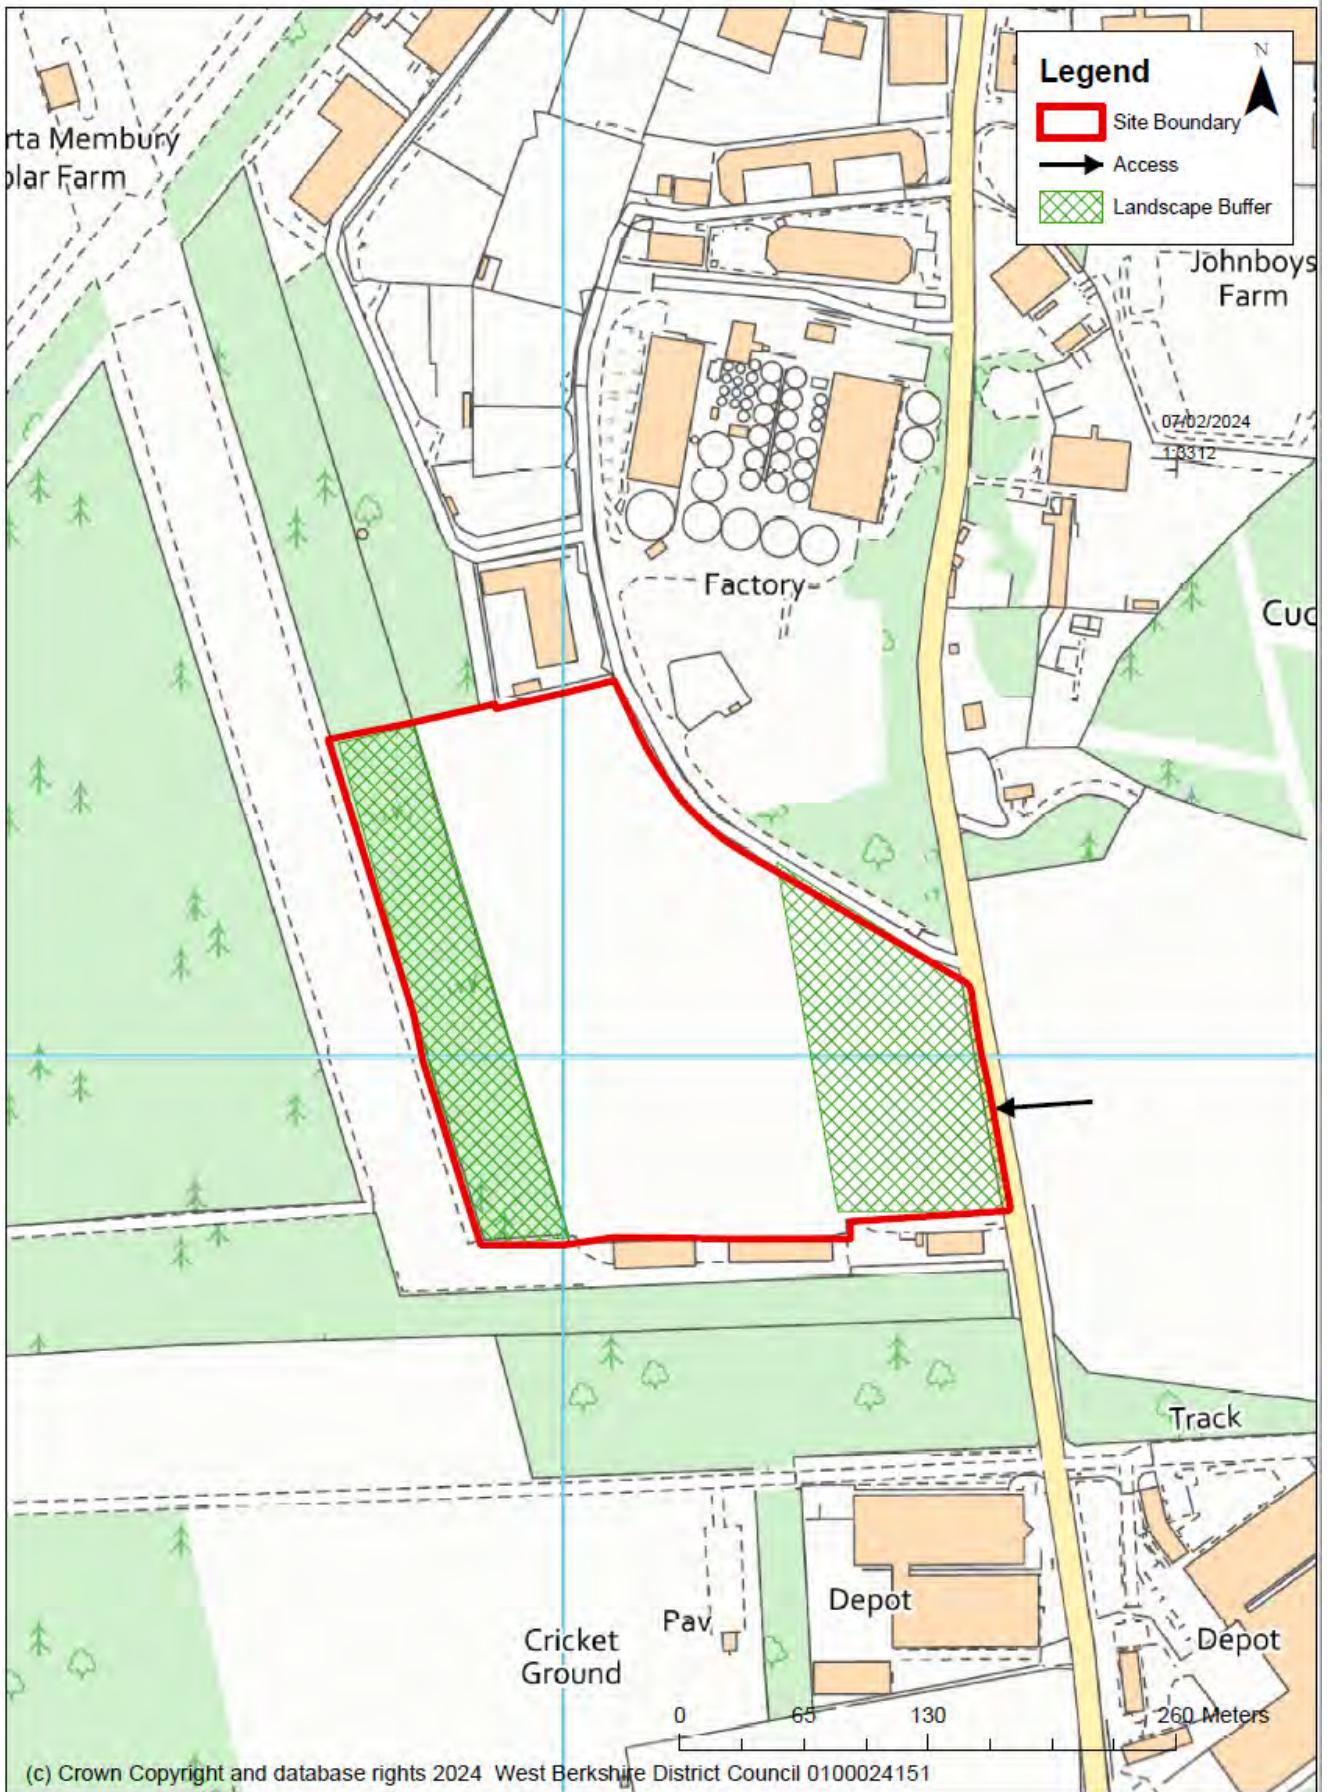 Legend
N
Site Boundary
Access
Landscape Buffer
rta Membury
olar Farm
Johnboys
Farm
07/02/2024
1:3312
Factory
Cuc
Track
Depot
Pav
Cricket
Ground
Depot
0 65 130 260 Meters
(c) Crown Copyright and database rights 2024 West Berkshire District Council 0100024151